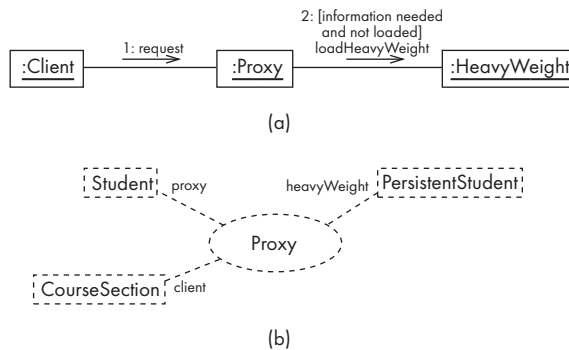 2: [information needed
and not loaded]
1: request
loadHeavyWeight
:Client
:Proxy
:HeavyWeight
(a)
Student
proxy
heavyWeight
PersistentStudent
Proxy
CourseSection
client
(b)